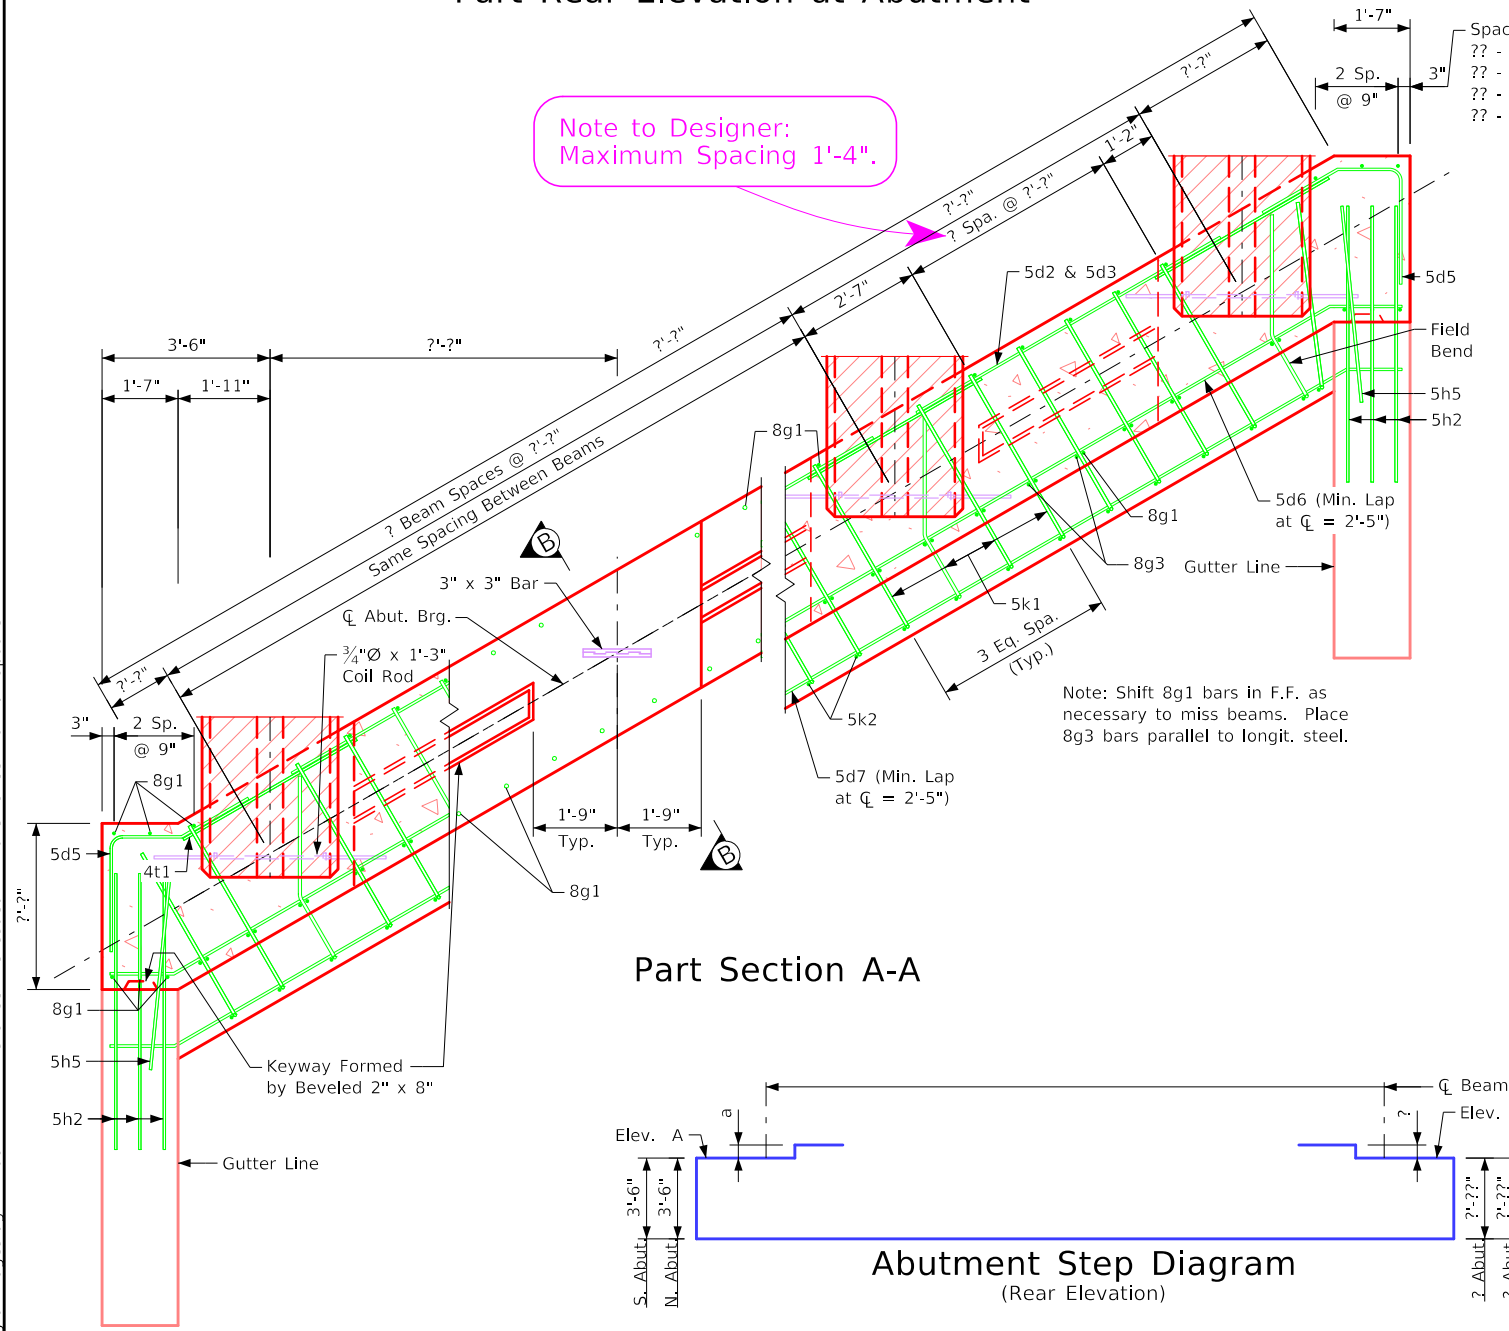 Part Rear Elevation at Abutment
1'-7"
?'-?"
2 Sp.
@ 9"
3"
?? -
?? -
?? -
?? -
Note to Designer:
Maximum Spacing 1'-4".
1'-2"
?'-?"
? Spa. @ ?'-?"
2'-7"
5d2 & 5d3
5d5
Field
Bend
5h5
5h2
3'-6"
?'-?"
?'-?"
1'-7"
1'-11"
8g1
? Beam Spaces @ ?'-?"
Same Spacing Between Beams
5d6 (Min. Lap
at ℄ = 2'-5")
8g1
8g3
Gutter Line
B
3" x 3" Bar
5k1
℄ Abut. Brg.
3 Eq. Spa.
(Typ.)
¾"Ø x 1'-3"
Coil Rod
?'-?"
3"
2 Sp.
@ 9"
5k2
Note: Shift 8g1 bars in F.F. as
necessary to miss beams. Place
8g3 bars parallel to longit. steel.
8g1
5d7 (Min. Lap
at ℄ = 2'-5")
1'-9"
Typ.
1'-9"
Typ.
B
5d5
4t1
8g1
?'-?"
Part Section A-A
8g1
5h5
Keyway Formed
by Beveled 2" x 8"
5h2
Gutter Line
℄ Beam
a
?
Elev. A
Elev.
3'-6"
3'-6"
?'-??"
?'-??"
S. Abut.
N. Abut.
? Abut.
? Abut.
Abutment Step Diagram
(Rear Elevation)